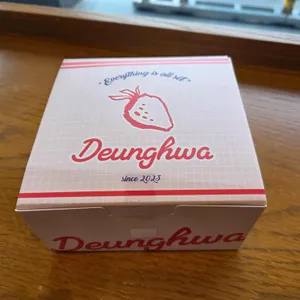 Everything is all set
Deunghwa
since 2023
Deunghwa